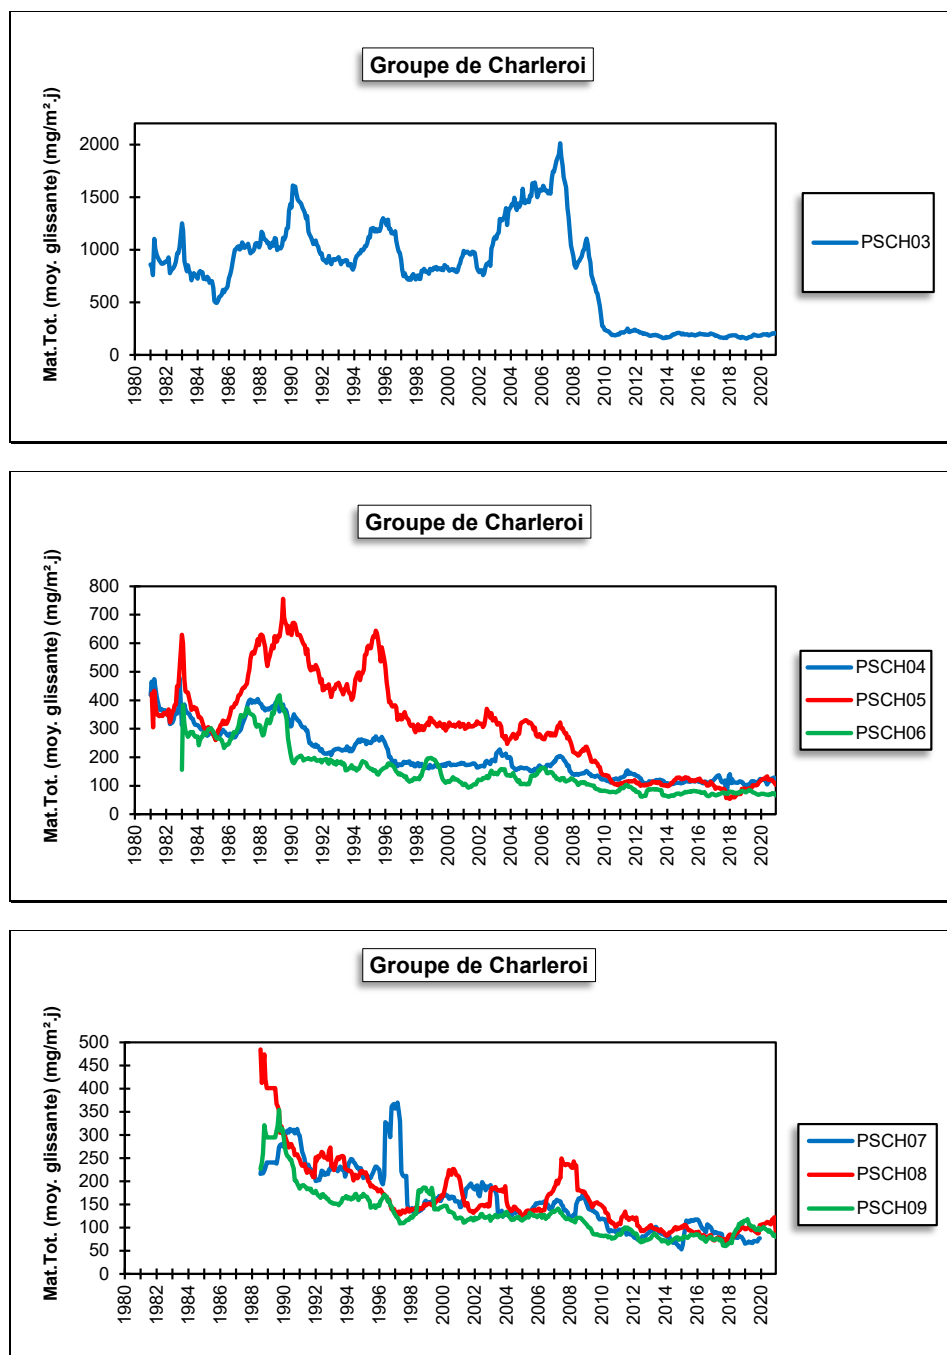 Groupe de Charleroi
Mat.Tot. (moy. glissante) (mg/m².j)
2000
1500
1000
500
0
1980 1982 1984 1986 1988 1990 1992 1994 1996 1998 2000 2002 2004 2006 2008 2010 2012 2014 2016 2018 2020
PSCH03
Groupe de Charleroi
Mat.Tot. (moy. glissante) (mg/m².j)
800
700
600
500
400
300
200
100
0
1980 1982 1984 1986 1988 1990 1992 1994 1996 1998 2000 2002 2004 2006 2008 2010 2012 2014 2016 2018 2020
PSCH04
PSCH05
PSCH06
Groupe de Charleroi
Mat.Tot. (moy. glissante) (mg/m².j)
500
450
400
350
300
250
200
150
100
50
0
1980 1982 1984 1986 1988 1990 1992 1994 1996 1998 2000 2002 2004 2006 2008 2010 2012 2014 2016 2018 2020
PSCH07
PSCH08
PSCH09